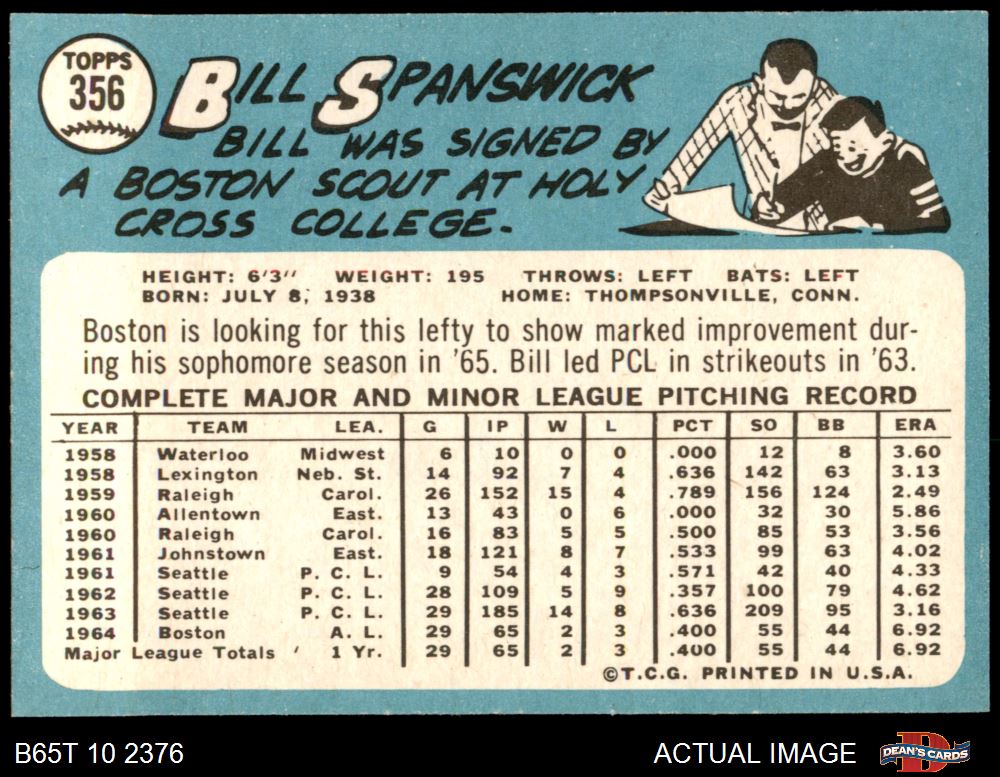 TOPPS
356
BILL SPANSWICK
BILL WAS SIGNED BY
A BOSTON SCOUT AT HOLY
CROSS COLLEGE.
HEIGHT: 6'3" WEIGHT: 195 THROWS: LEFT BATS: LEFT
BORN: JULY 8, 1938 HOME: THOMPSONVILLE, CONN.
Boston is looking for this lefty to show marked improvement dur-
ing his sophomore season in '65. Bill led PCL in strikeouts in '63.
COMPLETE MAJOR AND MINOR LEAGUE PITCHING RECORD
YEAR TEAM LEA. G IP W L PCT SO BB ERA
1958 Waterloo Midwest 6 10 0 0 .000 12 8 3.60
1958 Lexington Neb. St. 14 92 7 4 .636 142 63 3.13
1959 Raleigh Carol. 26 152 15 4 .789 156 124 2.49
1960 Allentown East. 13 43 0 6 .000 32 30 5.86
1960 Raleigh Carol. 16 83 5 5 .500 85 53 3.56
1961 Johnstown East. 18 121 8 7 .533 99 63 4.02
1961 Seattle P. C. L. 9 54 4 3 .571 42 40 4.33
1962 Seattle P. C. L. 28 109 5 9 .357 100 79 4.62
1963 Seattle P. C. L. 29 185 14 8 .636 209 95 3.16
1964 Boston A. L. 29 65 2 3 .400 55 44 6.92
Major League Totals 1 Yr. 29 65 2 3 .400 55 44 6.92
©T.C.G. PRINTED IN U.S.A.
B65T 10 2376 ACTUAL IMAGE
DEAN'S CARDS